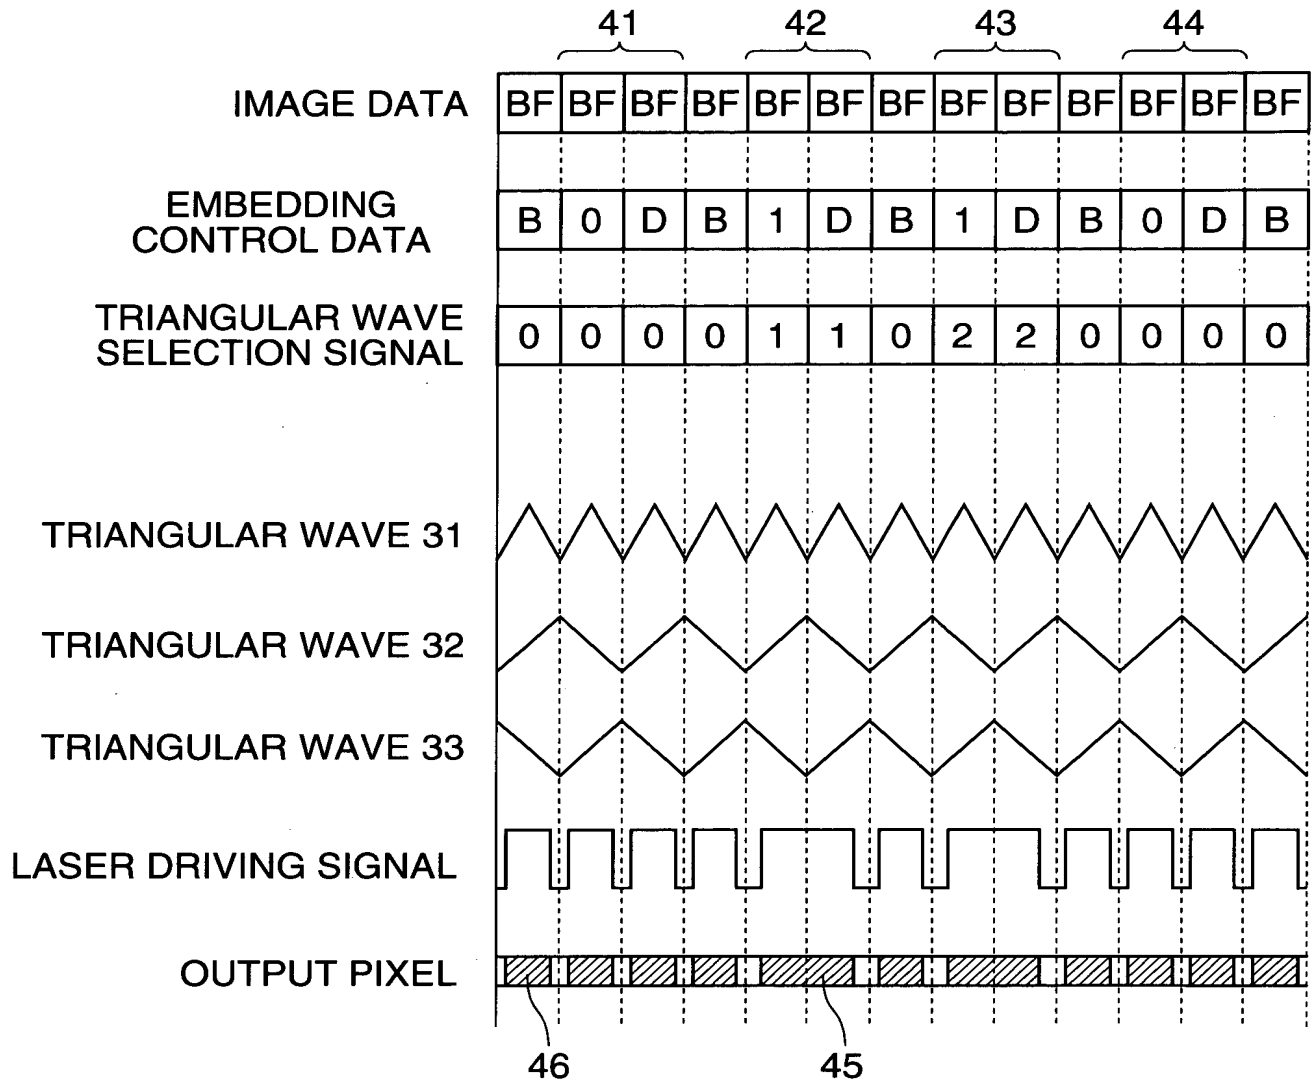 41 42 43 44
IMAGE DATA BF BF BF BF BF BF BF BF BF BF BF BF BF
EMBEDDING
CONTROL DATA B 0 D B 1 D B 1 D B 0 D B
TRIANGULAR WAVE
SELECTION SIGNAL 0 0 0 0 1 1 0 2 2 0 0 0 0
TRIANGULAR WAVE 31
TRIANGULAR WAVE 32
TRIANGULAR WAVE 33
LASER DRIVING SIGNAL
OUTPUT PIXEL
46 45